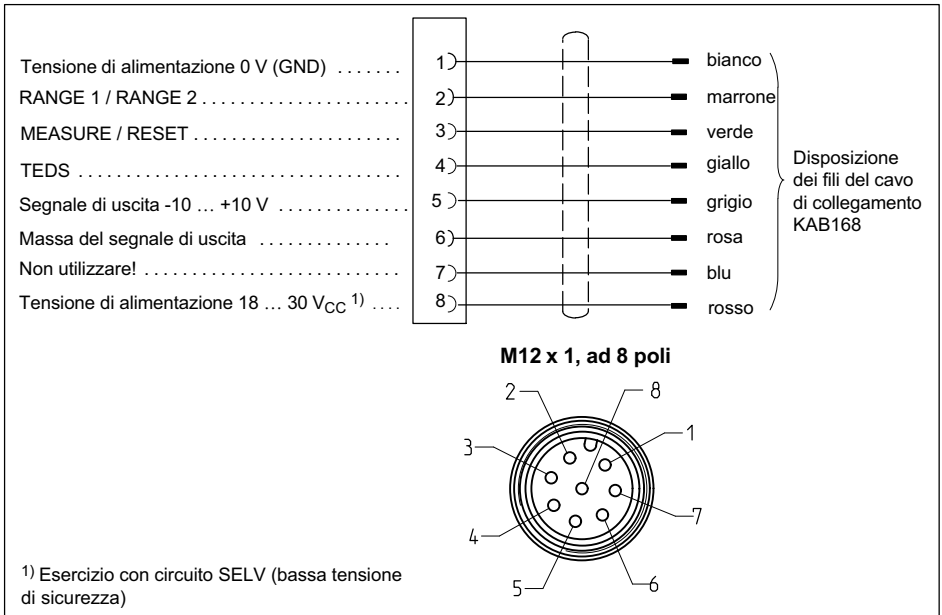 Tensione di alimentazione 0 V (GND) ....... 1 bianco
RANGE 1 / RANGE 2 ...................... 2 marrone
MEASURE / RESET ....................... 3 verde
TEDS ................................... 4 giallo
Segnale di uscita -10 … +10 V ............. 5 grigio
Massa del segnale di uscita ............. 6 rosa
Non utilizzare! ........................... 7 blu
Tensione di alimentazione 18 … 30 VCC 1) .... 8 rosso
Disposizione
dei fili del cavo
di collegamento
KAB168
M12 x 1, ad 8 poli
2 8
3 1
4 7
5 6
1) Esercizio con circuito SELV (bassa tensione
di sicurezza)